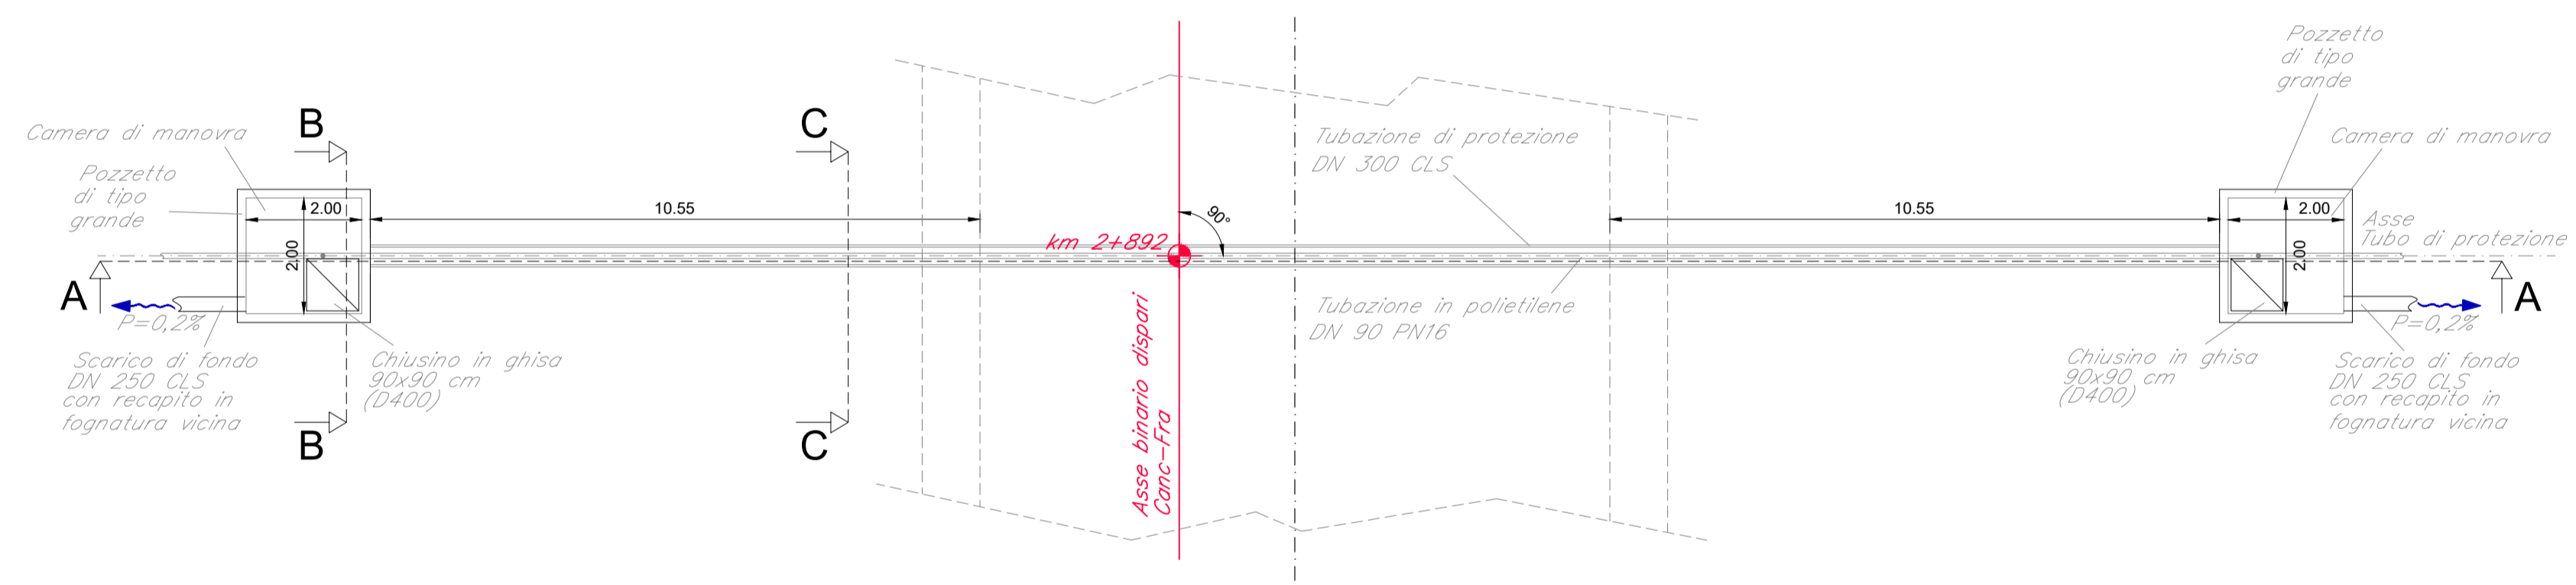 Camera di manovra
Pozzetto
di tipo
grande
B
C
2.00
2.00
10.55
A
P=0,2%
Scarico di fondo
DN 250 CLS
con recapito in
fognatura vicina
Chiusino in ghisa
90x90 cm
(D400)
B
C
km 2+892
90°
Asse binario dispari
Canc-Fra
Tubazione di protezione
DN 300 CLS
Tubazione in polietilene
DN 90 PN16
10.55
Pozzetto
di tipo
grande
Camera di manovra
2.00
2.00
Asse
Tubo di protezione
A
P=0,2%
Chiusino in ghisa
90x90 cm
(D400)
Scarico di fondo
DN 250 CLS
con recapito in
fognatura vicina